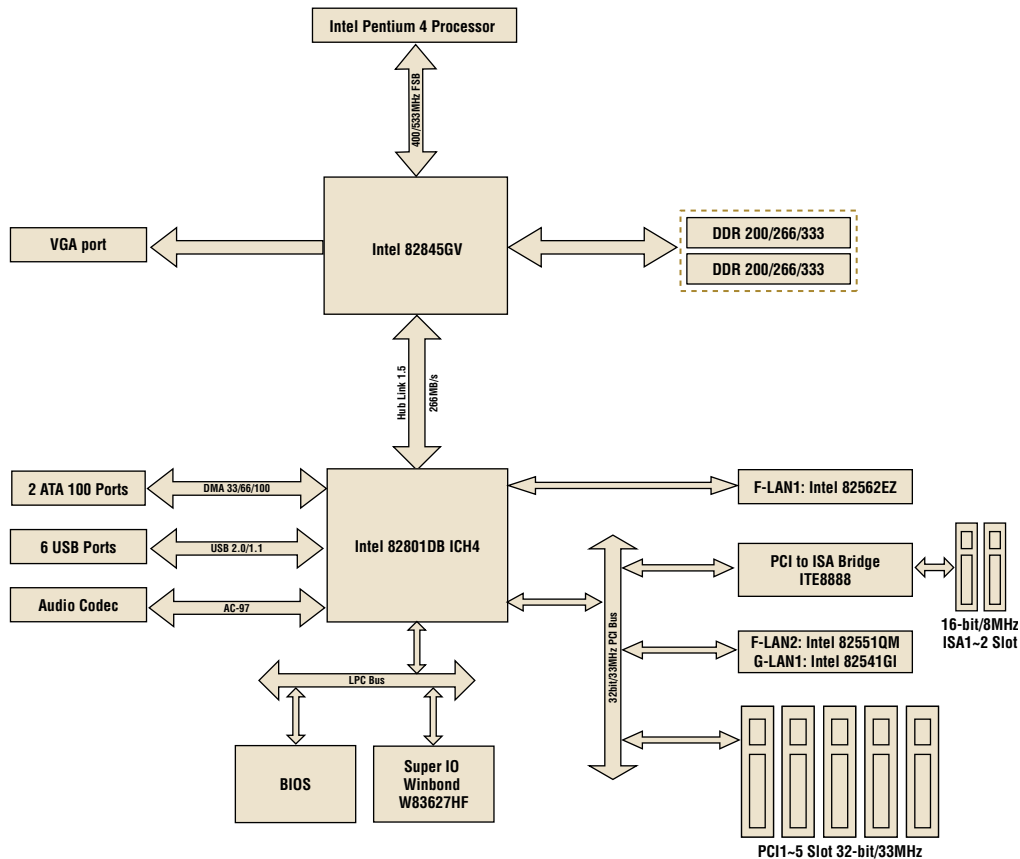 Intel Pentium 4 Processor
400/533MHz FSB
VGA port
Intel 82845GV
DDR 200/266/333
DDR 200/266/333
Hub Link 1.5
266MB/s
2 ATA 100 Ports
DMA 33/66/100
6 USB Ports
USB 2.0/1.1
Audio Codec
AC-97
Intel 82801DB ICH4
F-LAN1: Intel 82562EZ
PCI to ISA Bridge
ITE8888
16-bit/8MHz
ISA1~2 Slot
32bit/33MHz PCI Bus
F-LAN2: Intel 82551QM
G-LAN1: Intel 82541GI
LPC Bus
BIOS
Super IO
Winbond
W83627HF
PCI1~5 Slot 32-bit/33MHz